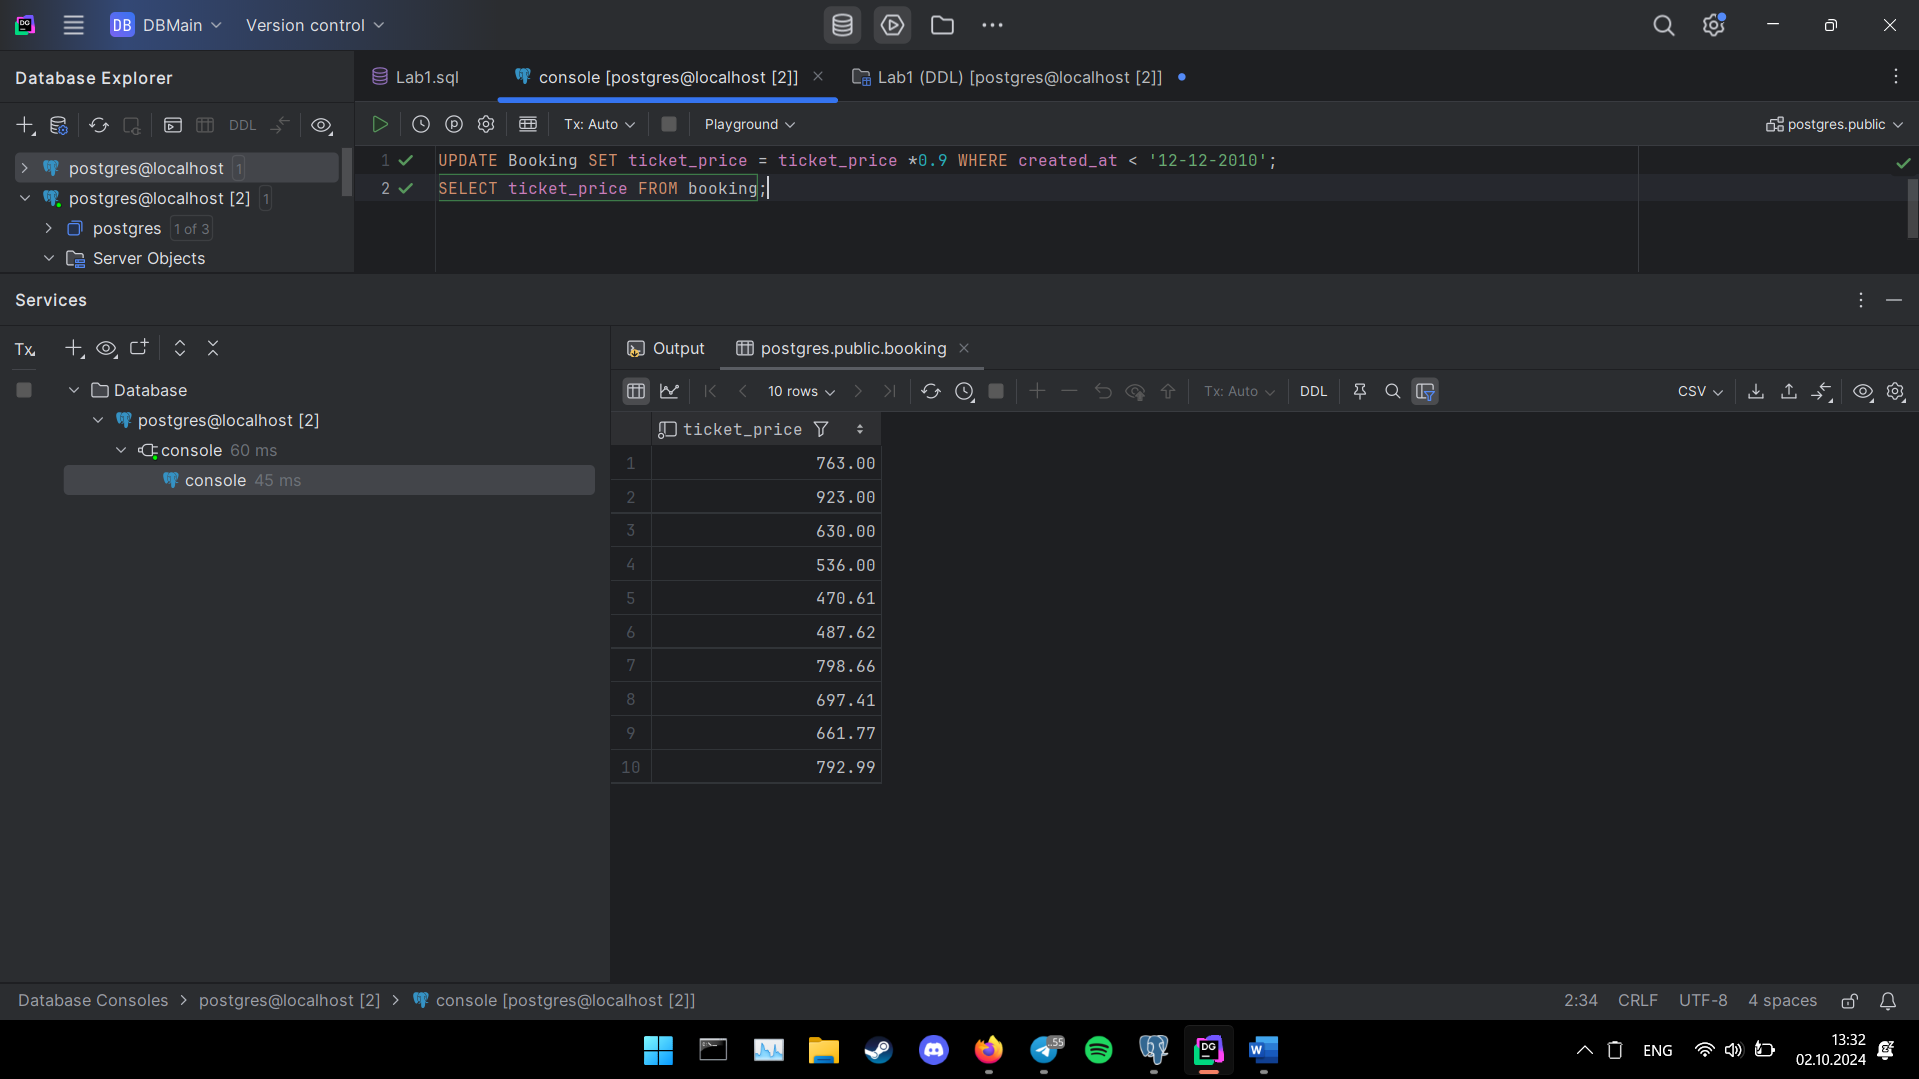 DB DBMain Version control
Database Explorer
Lab1.sql console [postgres@localhost [2]] Lab1 (DDL) [postgres@localhost [2]]
DDL
Tx: Auto Playground postgres.public
postgres@localhost 1
postgres@localhost [2] 1
postgres 1 of 3
Server Objects
1 UPDATE Booking SET ticket_price = ticket_price *0.9 WHERE created_at < '12-12-2010';
2 SELECT ticket_price FROM booking;
Services
Tx
Database
postgres@localhost [2]
console 60 ms
console 45 ms
Output postgres.public.booking
10 rows Tx: Auto DDL CSV
ticket_price
1 763.00
2 923.00
3 630.00
4 536.00
5 470.61
6 487.62
7 798.66
8 697.41
9 661.77
10 792.99
Database Consoles > postgres@localhost [2] > console [postgres@localhost [2]]
2:34 CRLF UTF-8 4 spaces
55
DG
W
ENG
13:32
02.10.2024